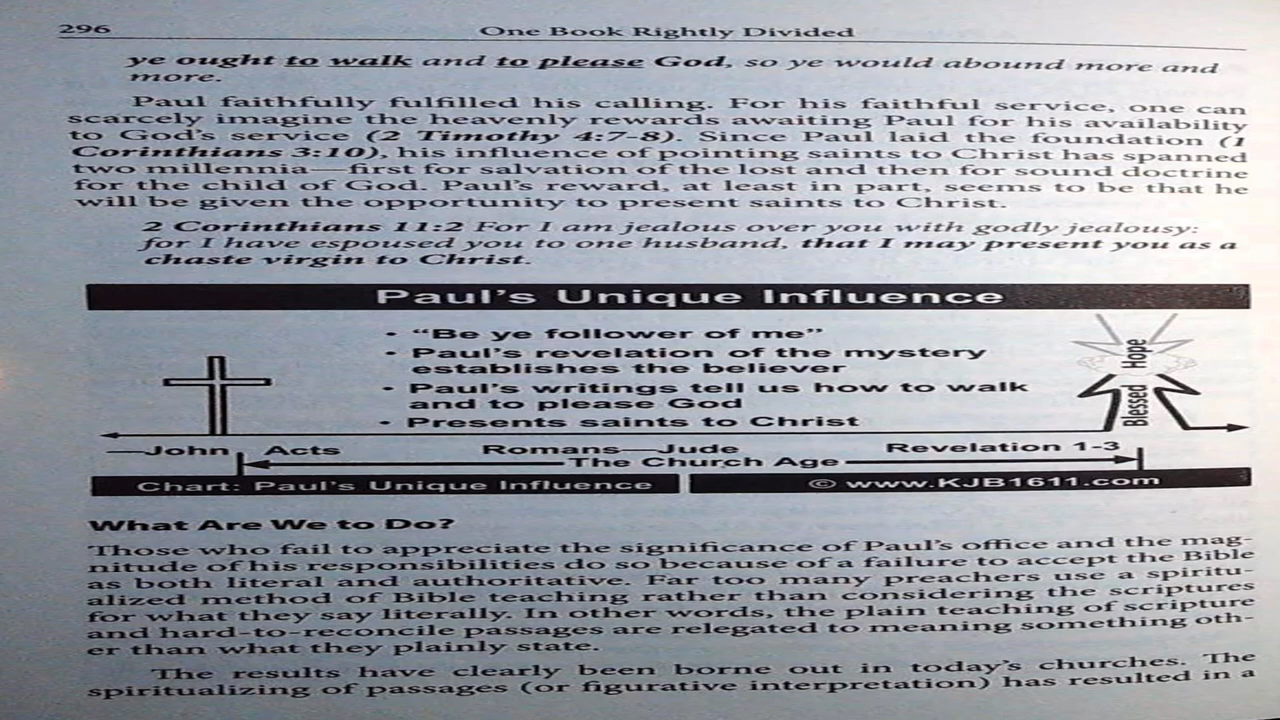 296
One Book Rightly Divided
ye ought to walk and to please God, so ye would abound more and
more.
Paul faithfully fulfilled his calling. For his faithful service, one can
scarcely imagine the heavenly rewards awaiting Paul for his availability
to God's service (2 Timothy 4:7-8). Since Paul laid the foundation (1
Corinthians 3:10), his influence of pointing saints to Christ has spanned
two millennia—first for salvation of the lost and then for sound doctrine
for the child of God. Paul's reward, at least in part, seems to be that he
will be given the opportunity to present saints to Christ.
2 Corinthians 11:2 For I am jealous over you with godly jealousy:
for I have espoused you to one husband, that I may present you as a
chaste virgin to Christ.
Paul's Unique Influence
• "Be ye follower of me"
• Paul's revelation of the mystery
establishes the believer
• Paul's writings tell us how to walk
and to please God
• Presents saints to Christ
Blessed Hope
—John Acts Romans—Jude Revelation 1-3
The Church Age
Chart: Paul's Unique Influence
© www.KJB1611.com
What Are We to Do?
Those who fail to appreciate the significance of Paul's office and the mag-
nitude of his responsibilities do so because of a failure to accept the Bible
as both literal and authoritative. Far too many preachers use a spiritu-
alized method of Bible teaching rather than considering the scriptures
for what they say literally. In other words, the plain teaching of scripture
and hard-to-reconcile passages are relegated to meaning something oth-
er than what they plainly state.
The results have clearly been borne out in today's churches. The
spiritualizing of passages (or figurative interpretation) has resulted in a